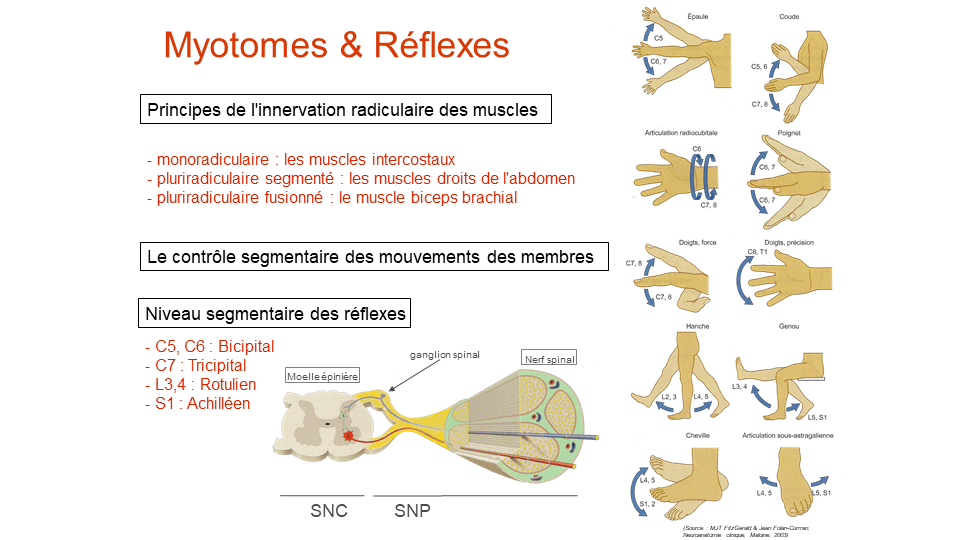 Myotomes & Réflexes
Principes de l'innervation radiculaire des muscles
- monoradiculaire : les muscles intercostaux
- pluriradiculaire segmenté : les muscles droits de l'abdomen
- pluriradiculaire fusionné : le muscle biceps brachial
Le contrôle segmentaire des mouvements des membres
Niveau segmentaire des réflexes
- C5, C6 : Bicipital
- C7 : Tricipital
- L3,4 : Rotulien
- S1 : Achilléen
ganglion spinal
Nerf spinal
Moelle épinière
SNC
SNP
Épaule
C5
C6, 7
Coude
C5, 6
C7, 8
Articulation radiocubitale
C6
C7, 8
Poignet
C6, 7
C6, 7
Doigts, force
C7, 8
C7, 8
Doigts, précision
C8, T1
Hanche
L2, 3
L4, 5
Genou
L3, 4
L5, S1
Cheville
L4, 5
S1, 2
Articulation sous-astragalienne
L4, 5
L5, S1
(Source : MJT FitzGerald & Jean Folan-Curran;
Neuroanatomie clinique, Maloine, 2003)